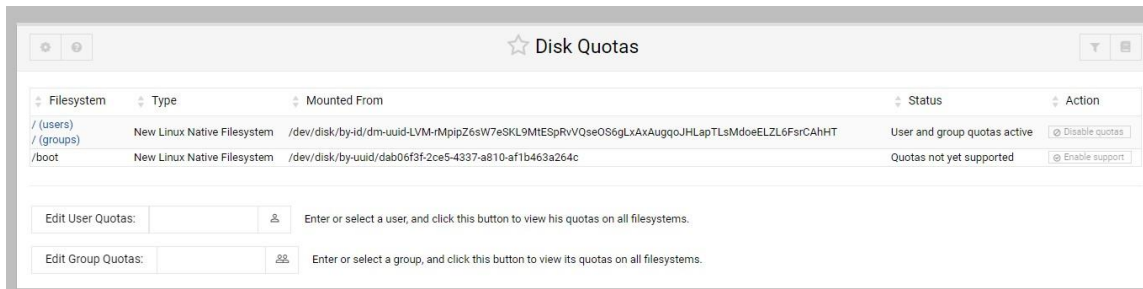 Disk Quotas
Filesystem Type Mounted From Status Action
/ (users)
/ (groups)
New Linux Native Filesystem /dev/disk/by-id/dm-uuid-LVM-rMpipZ6sW7eSKL9MtESpRvVQseOS6gLxAxAugqoJHLapTLsMdoeELZL6FsrCAhHT User and group quotas active Disable quotas
/boot New Linux Native Filesystem /dev/disk/by-uuid/dab06f3f-2ce5-4337-a810-af1b463a264c Quotas not yet supported Enable support
Edit User Quotas: Enter or select a user, and click this button to view his quotas on all filesystems.
Edit Group Quotas: Enter or select a group, and click this button to view its quotas on all filesystems.